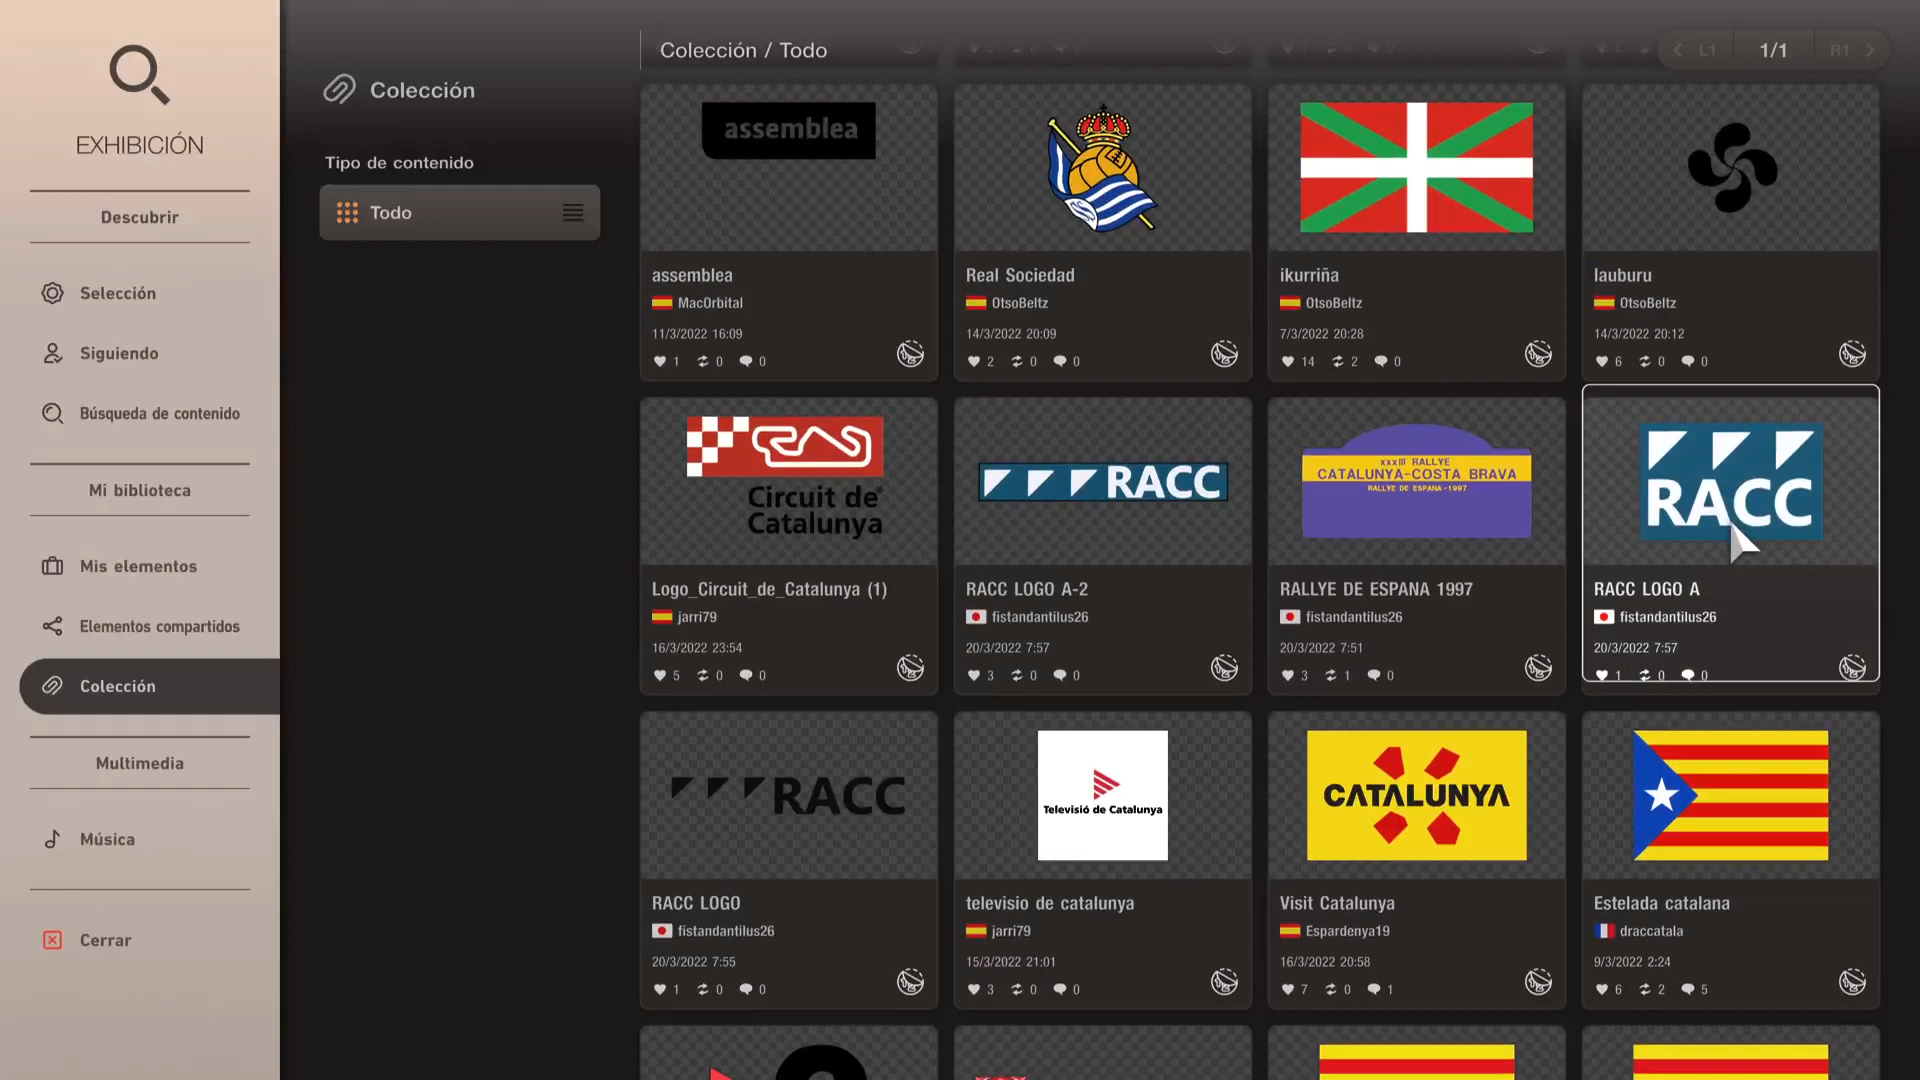 EXHIBICIÓN
Descubrir
Selección
Siguiendo
Búsqueda de contenido
Mi biblioteca
Mis elementos
Elementos compartidos
Colección
Multimedia
Música
Cerrar
Colección
Tipo de contenido
Todo
Colección / Todo
L1
1/1
R1
assemblea
assemblea
MacOrbital
11/3/2022 16:09
1 0 0
Real Sociedad
OtsoBeltz
14/3/2022 20:09
2 0 0
ikurriña
OtsoBeltz
7/3/2022 20:28
14 2 0
lauburu
OtsoBeltz
14/3/2022 20:12
6 0 0
Circuit de
Catalunya
Logo_Circuit_de_Catalunya (1)
jarri79
16/3/2022 23:54
5 0 0
RACC
RACC LOGO A-2
fistandantilus26
20/3/2022 7:57
3 0 0
XXXIII RALLYE
CATALUNYA-COSTA BRAVA
RALLYE DE ESPAÑA-1997
RALLYE DE ESPANA 1997
fistandantilus26
20/3/2022 7:51
3 1 0
RACC
RACC LOGO A
fistandantilus26
20/3/2022 7:57
1 0 0
RACC
RACC LOGO
fistandantilus26
20/3/2022 7:55
1 0 0
Televisió de Catalunya
televisio de catalunya
jarri79
15/3/2022 21:01
3 0 0
CATALUNYA
Visit Catalunya
Espardenya19
16/3/2022 20:58
7 0 1
Estelada catalana
draccatala
9/3/2022 2:24
6 2 5